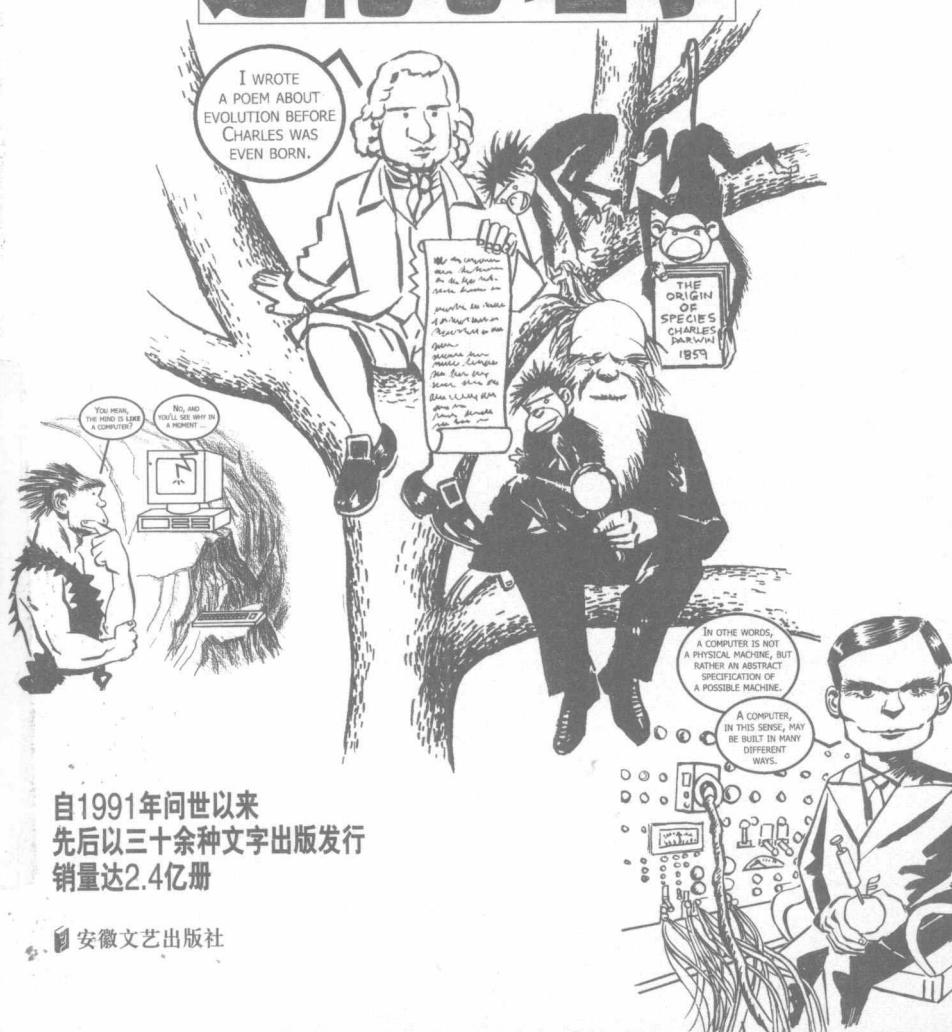 I WROTE
A POEM ABOUT
EVOLUTION BEFORE
CHARLES WAS
EVEN BORN.
THE
ORIGIN
OF
SPECIES
CHARLES
DARWIN
1859
YOU MEAN,
THE MIND IS LIKE
A COMPUTER?
NO, AND
YOU'LL SEE WHY IN
A MOMENT ...
IN OTHE WORDS,
A COMPUTER IS NOT
A PHYSICAL MACHINE, BUT
RATHER AN ABSTRACT
SPECIFICATION OF
A POSSIBLE MACHINE.
A COMPUTER,
IN THIS SENSE, MAY
BE BUILT IN MANY
DIFFERENT
WAYS.
自1991年问世以来
先后以三十余种文字出版发行
销量达2.4亿册
安徽文艺出版社